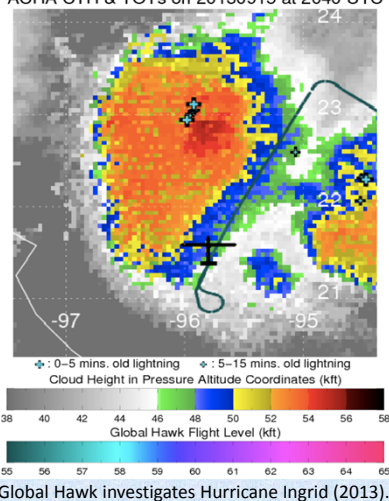 ACHA CTH & TOTs on 20130915 at 2040 UTC
24
23
22
21
-97 -96 -95
: 0-5 mins. old lightning : 5-15 mins. old lightning
Cloud Height in Pressure Altitude Coordinates (kft)
38 40 42 44 46 48 50 52 54 56 58
Global Hawk Flight Level (kft)
55 56 57 58 59 60 61 62 63 64 65
Global Hawk investigates Hurricane Ingrid (2013).